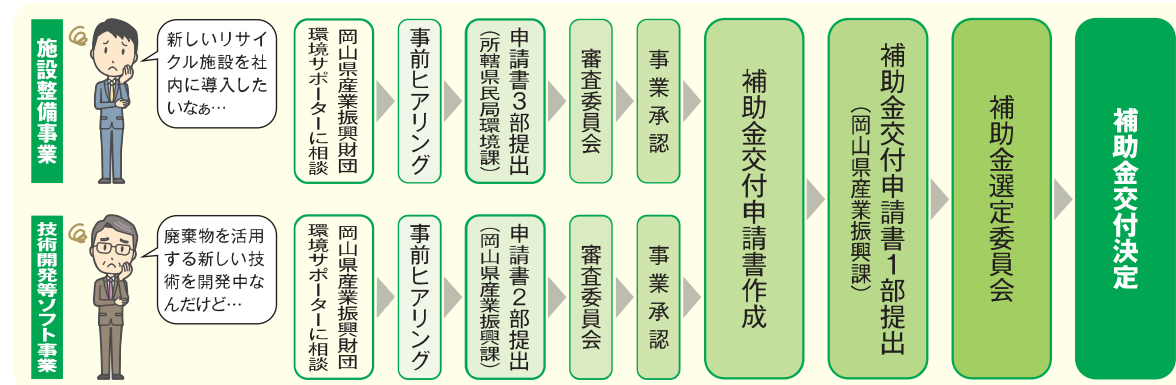 施設整備事業
新しいリサイ
クル施設を社
内に導入した
いなぁ…
岡山県産業振興財団
環境サポーターに相談
事前ヒアリング
申請書3部提出
(所轄県民局環境課)
審査委員会
事業承認
技術開発等ソフト事業
廃棄物を活用
する新しい技
術を開発中な
んだけど…
岡山県産業振興財団
環境サポーターに相談
事前ヒアリング
申請書2部提出
(岡山県産業振興課)
審査委員会
事業承認
補助金交付申請書作成
補助金交付申請書1部提出
(岡山県産業振興課)
補助金選定委員会
補助金交付決定